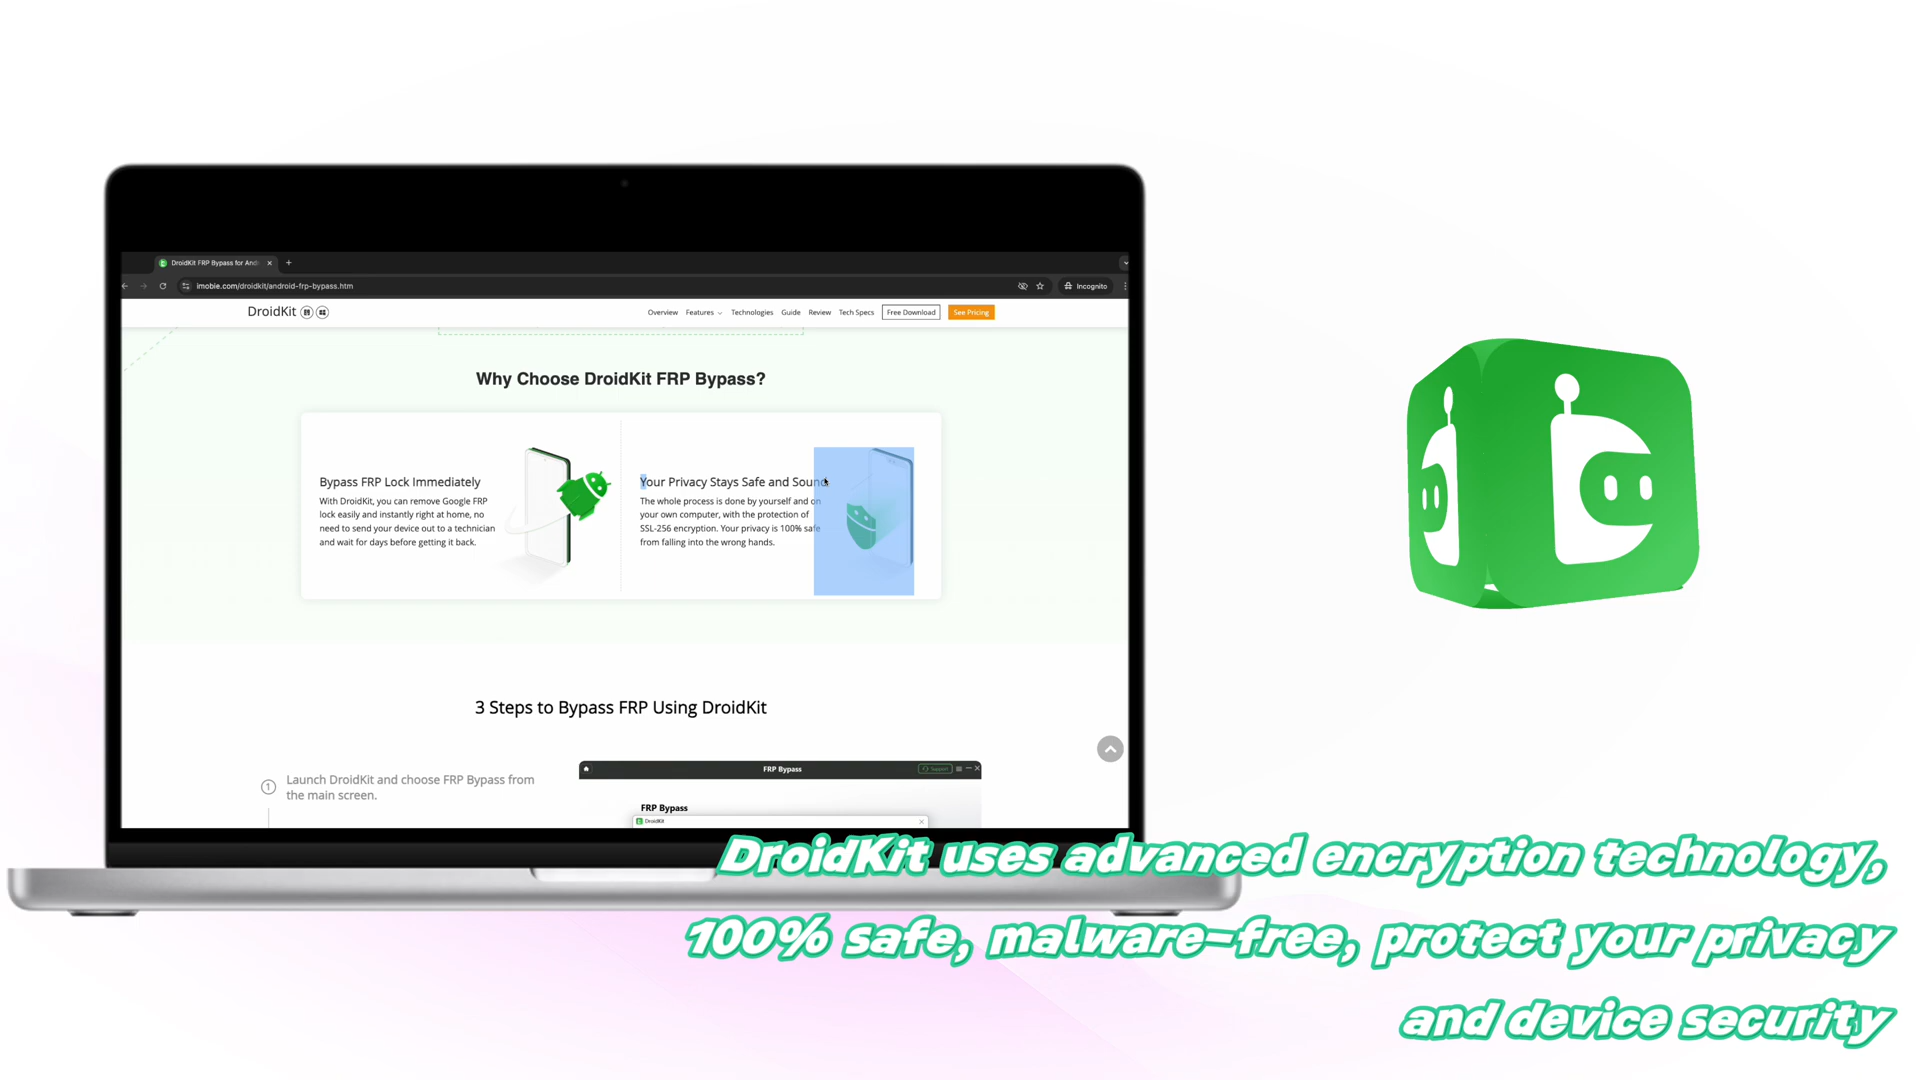 DroidKit FRP Bypass for And
imobie.com/droidkit/android-frp-bypass.htm
Incognito
DroidKit
Overview
Features
Technologies
Guide
Review
Tech Specs
Free Download
See Pricing
Why Choose DroidKit FRP Bypass?
Bypass FRP Lock Immediately
With DroidKit, you can remove Google FRP
lock easily and instantly right at home, no
need to send your device out to a technician
and wait for days before getting it back.
Your Privacy Stays Safe and Sound
The whole process is done by yourself and on
your own computer, with the protection of
SSL-256 encryption. Your privacy is 100% safe
from falling into the wrong hands.
3 Steps to Bypass FRP Using DroidKit
1
Launch DroidKit and choose FRP Bypass from
the main screen.
FRP Bypass
Support
FRP Bypass
DroidKit
DroidKit uses advanced encryption technology,
100% safe, malware-free, protect your privacy
and device security